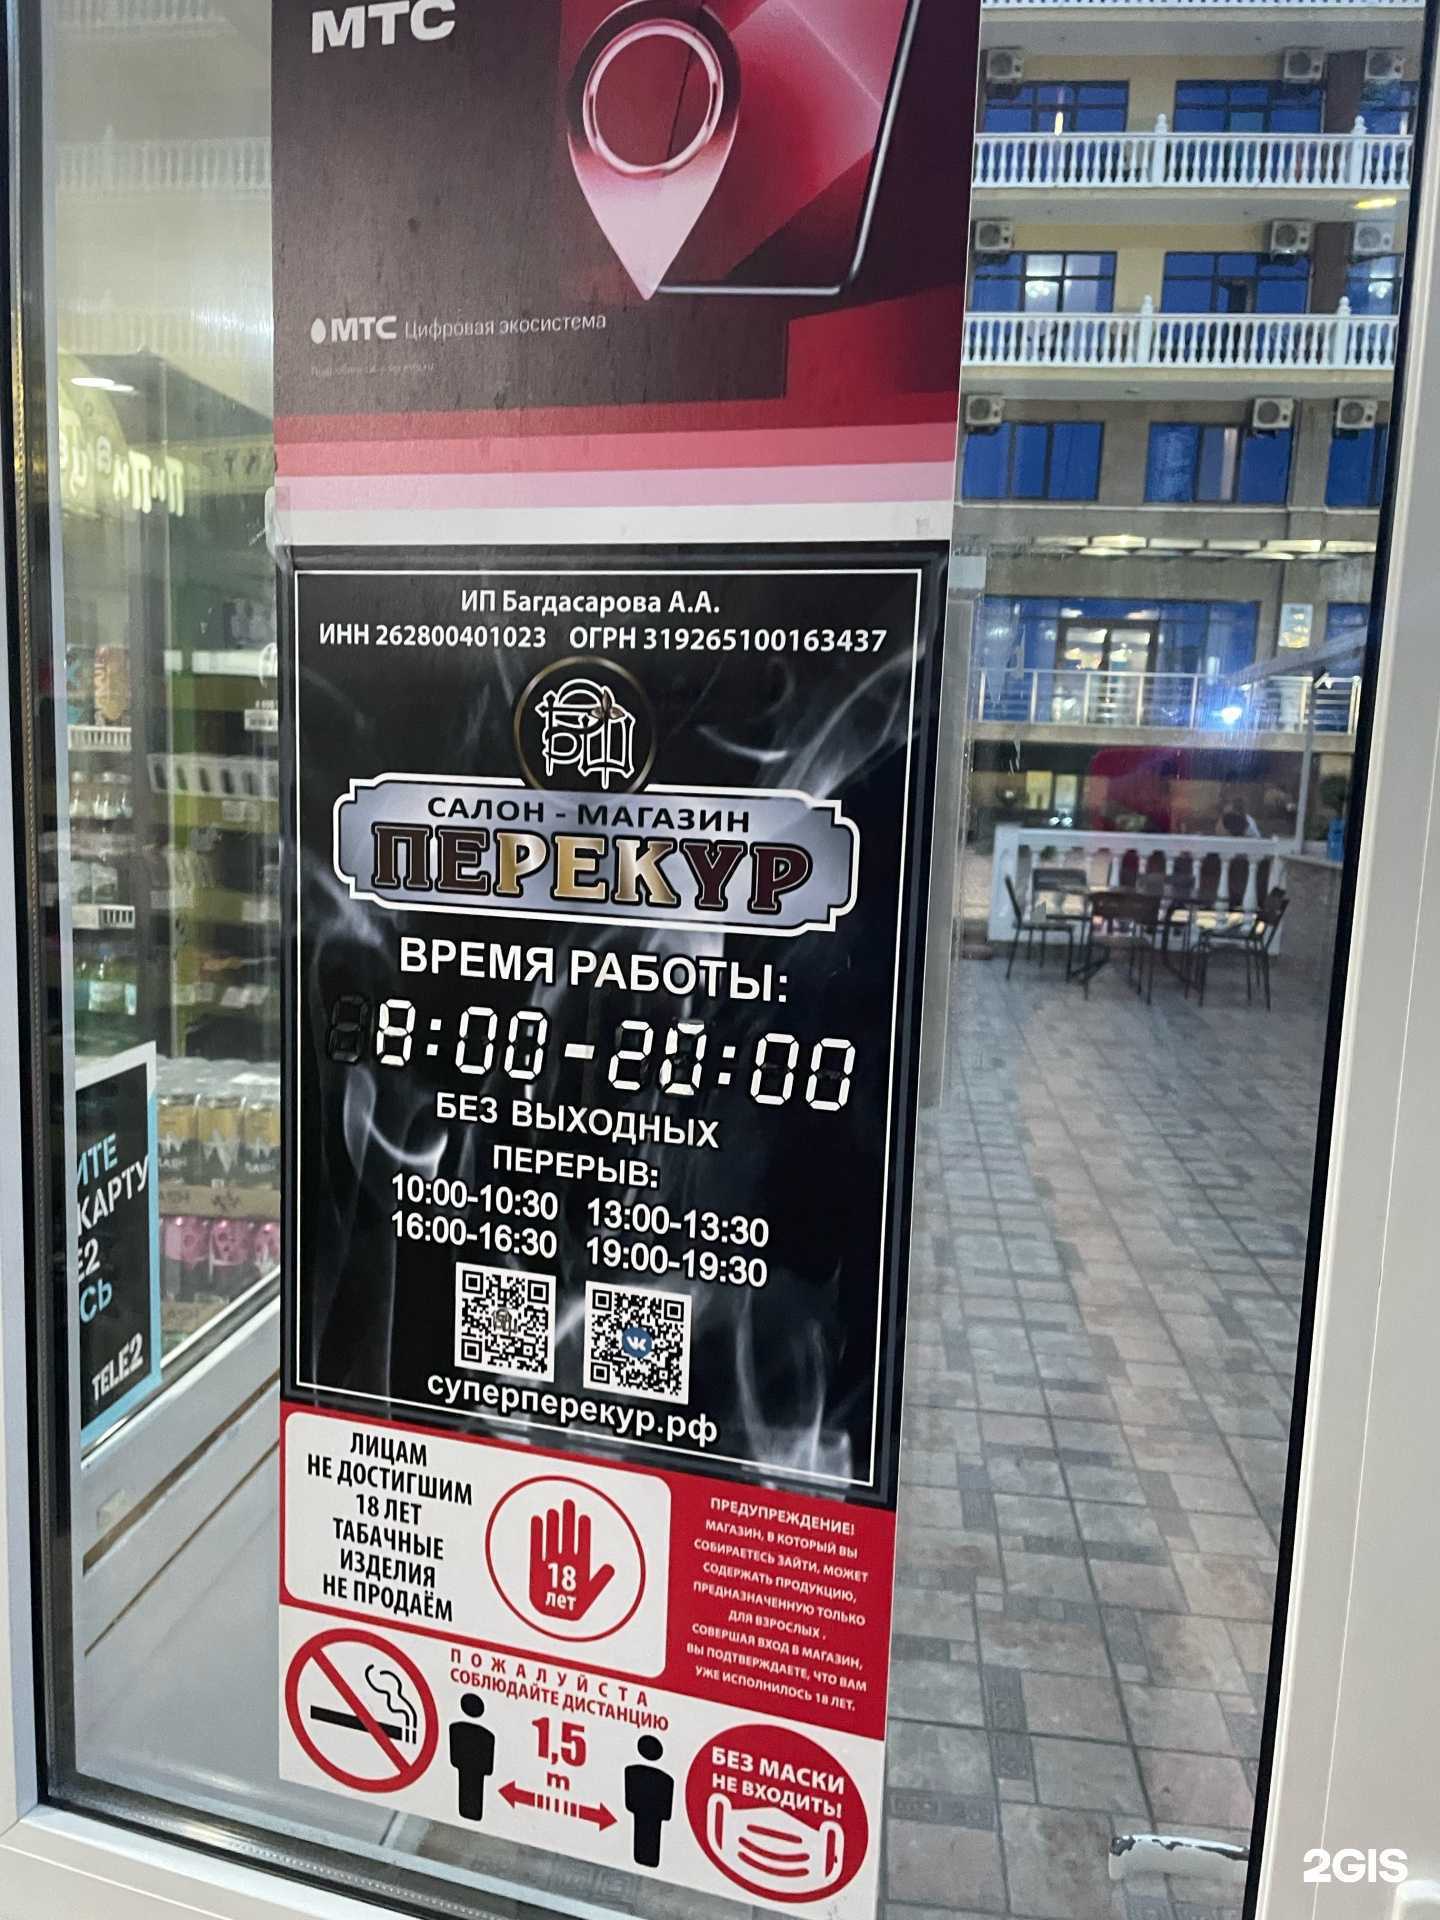 МТС
МТС Цифровая экосистема
ИП Багдасарова А.А.
ИНН 262800401023 ОГРН 319265100163437
САЛОН - МАГАЗИН
ПЕРЕКУР
ВРЕМЯ РАБОТЫ:
8:00-20:00
БЕЗ ВЫХОДНЫХ
ПЕРЕРЫВ:
10:00-10:30 13:00-13:30
16:00-16:30 19:00-19:30
суперперекур.рф
ЛИЦАМ
НЕ ДОСТИГШИМ
18 ЛЕТ
ТАБАЧНЫЕ
ИЗДЕЛИЯ
НЕ ПРОДАЁМ
18
лет
ПРЕДУПРЕЖДЕНИЕ!
МАГАЗИН, В КОТОРЫЙ ВЫ
СОБИРАЕТЕСЬ ЗАЙТИ, МОЖЕТ
СОДЕРЖАТЬ ПРОДУКЦИЮ,
ПРЕДНАЗНАЧЕННУЮ ТОЛЬКО
ДЛЯ ВЗРОСЛЫХ ,
СОВЕРШАЯ ВХОД В МАГАЗИН,
ВЫ ПОДТВЕРЖДАЕТЕ, ЧТО ВАМ
УЖЕ ИСПОЛНИЛОСЬ 18 ЛЕТ.
ПОЖАЛУЙСТА
СОБЛЮДАЙТЕ ДИСТАНЦИЮ
1,5
m
БЕЗ МАСКИ
НЕ ВХОДИТЬ!
ИТЕ
КАРТУ
E2
СЬ
TELE2
2GIS